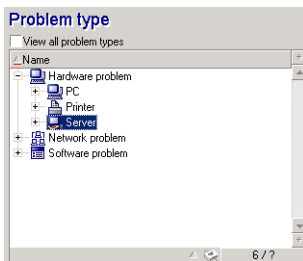 Problem type
View all problem types
Name
Hardware problem
PC
Printer
Server
Network problem
Software problem
6 / ?